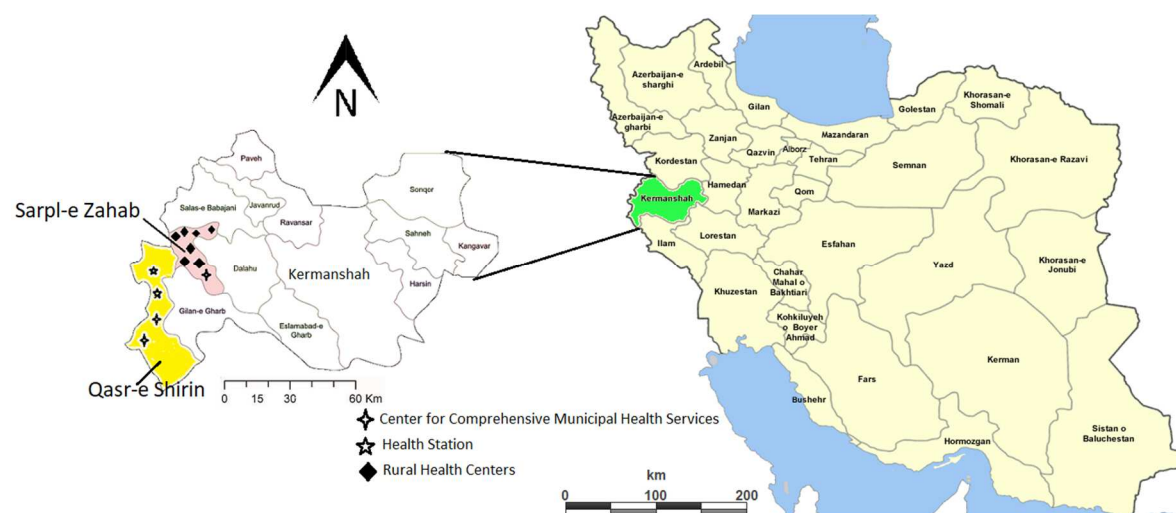 N
Paveh
Sonqor
Salas-e Babajani
Javanrud
Ravansar
Sarpl-e Zahab
Sahneh
Kangavar
Dalahu
Kermanshah
Harsin
Gilan-e Gharb
Eslamabad-e
Gharb
Qasr-e Shirin
0 15 30 60 Km
Center for Comprehensive Municipal Health Services
Health Station
Rural Health Centers
Ardebil
Azerbaijan-e
sharghi
Gilan
Golestan
Khorasan-e
Shomali
Azerbaijan-e
gharbi
Zanjan
Mazandaran
Qazvin
Alborz
Tehran
Semnan
Khorasan-e Razavi
Kordestan
Hamedan
Qom
Kermanshah
Markazi
Lorestan
Ilam
Esfahan
Yazd
Khorasan-e
Jonubi
Chahar
Mahal o
Bakhtiari
Khuzestan
Kohkiluyeh
o Boyer
Ahmad
Kerman
Fars
Bushehr
Sistan o
Baluchestan
Hormozgan
km
0 100 200